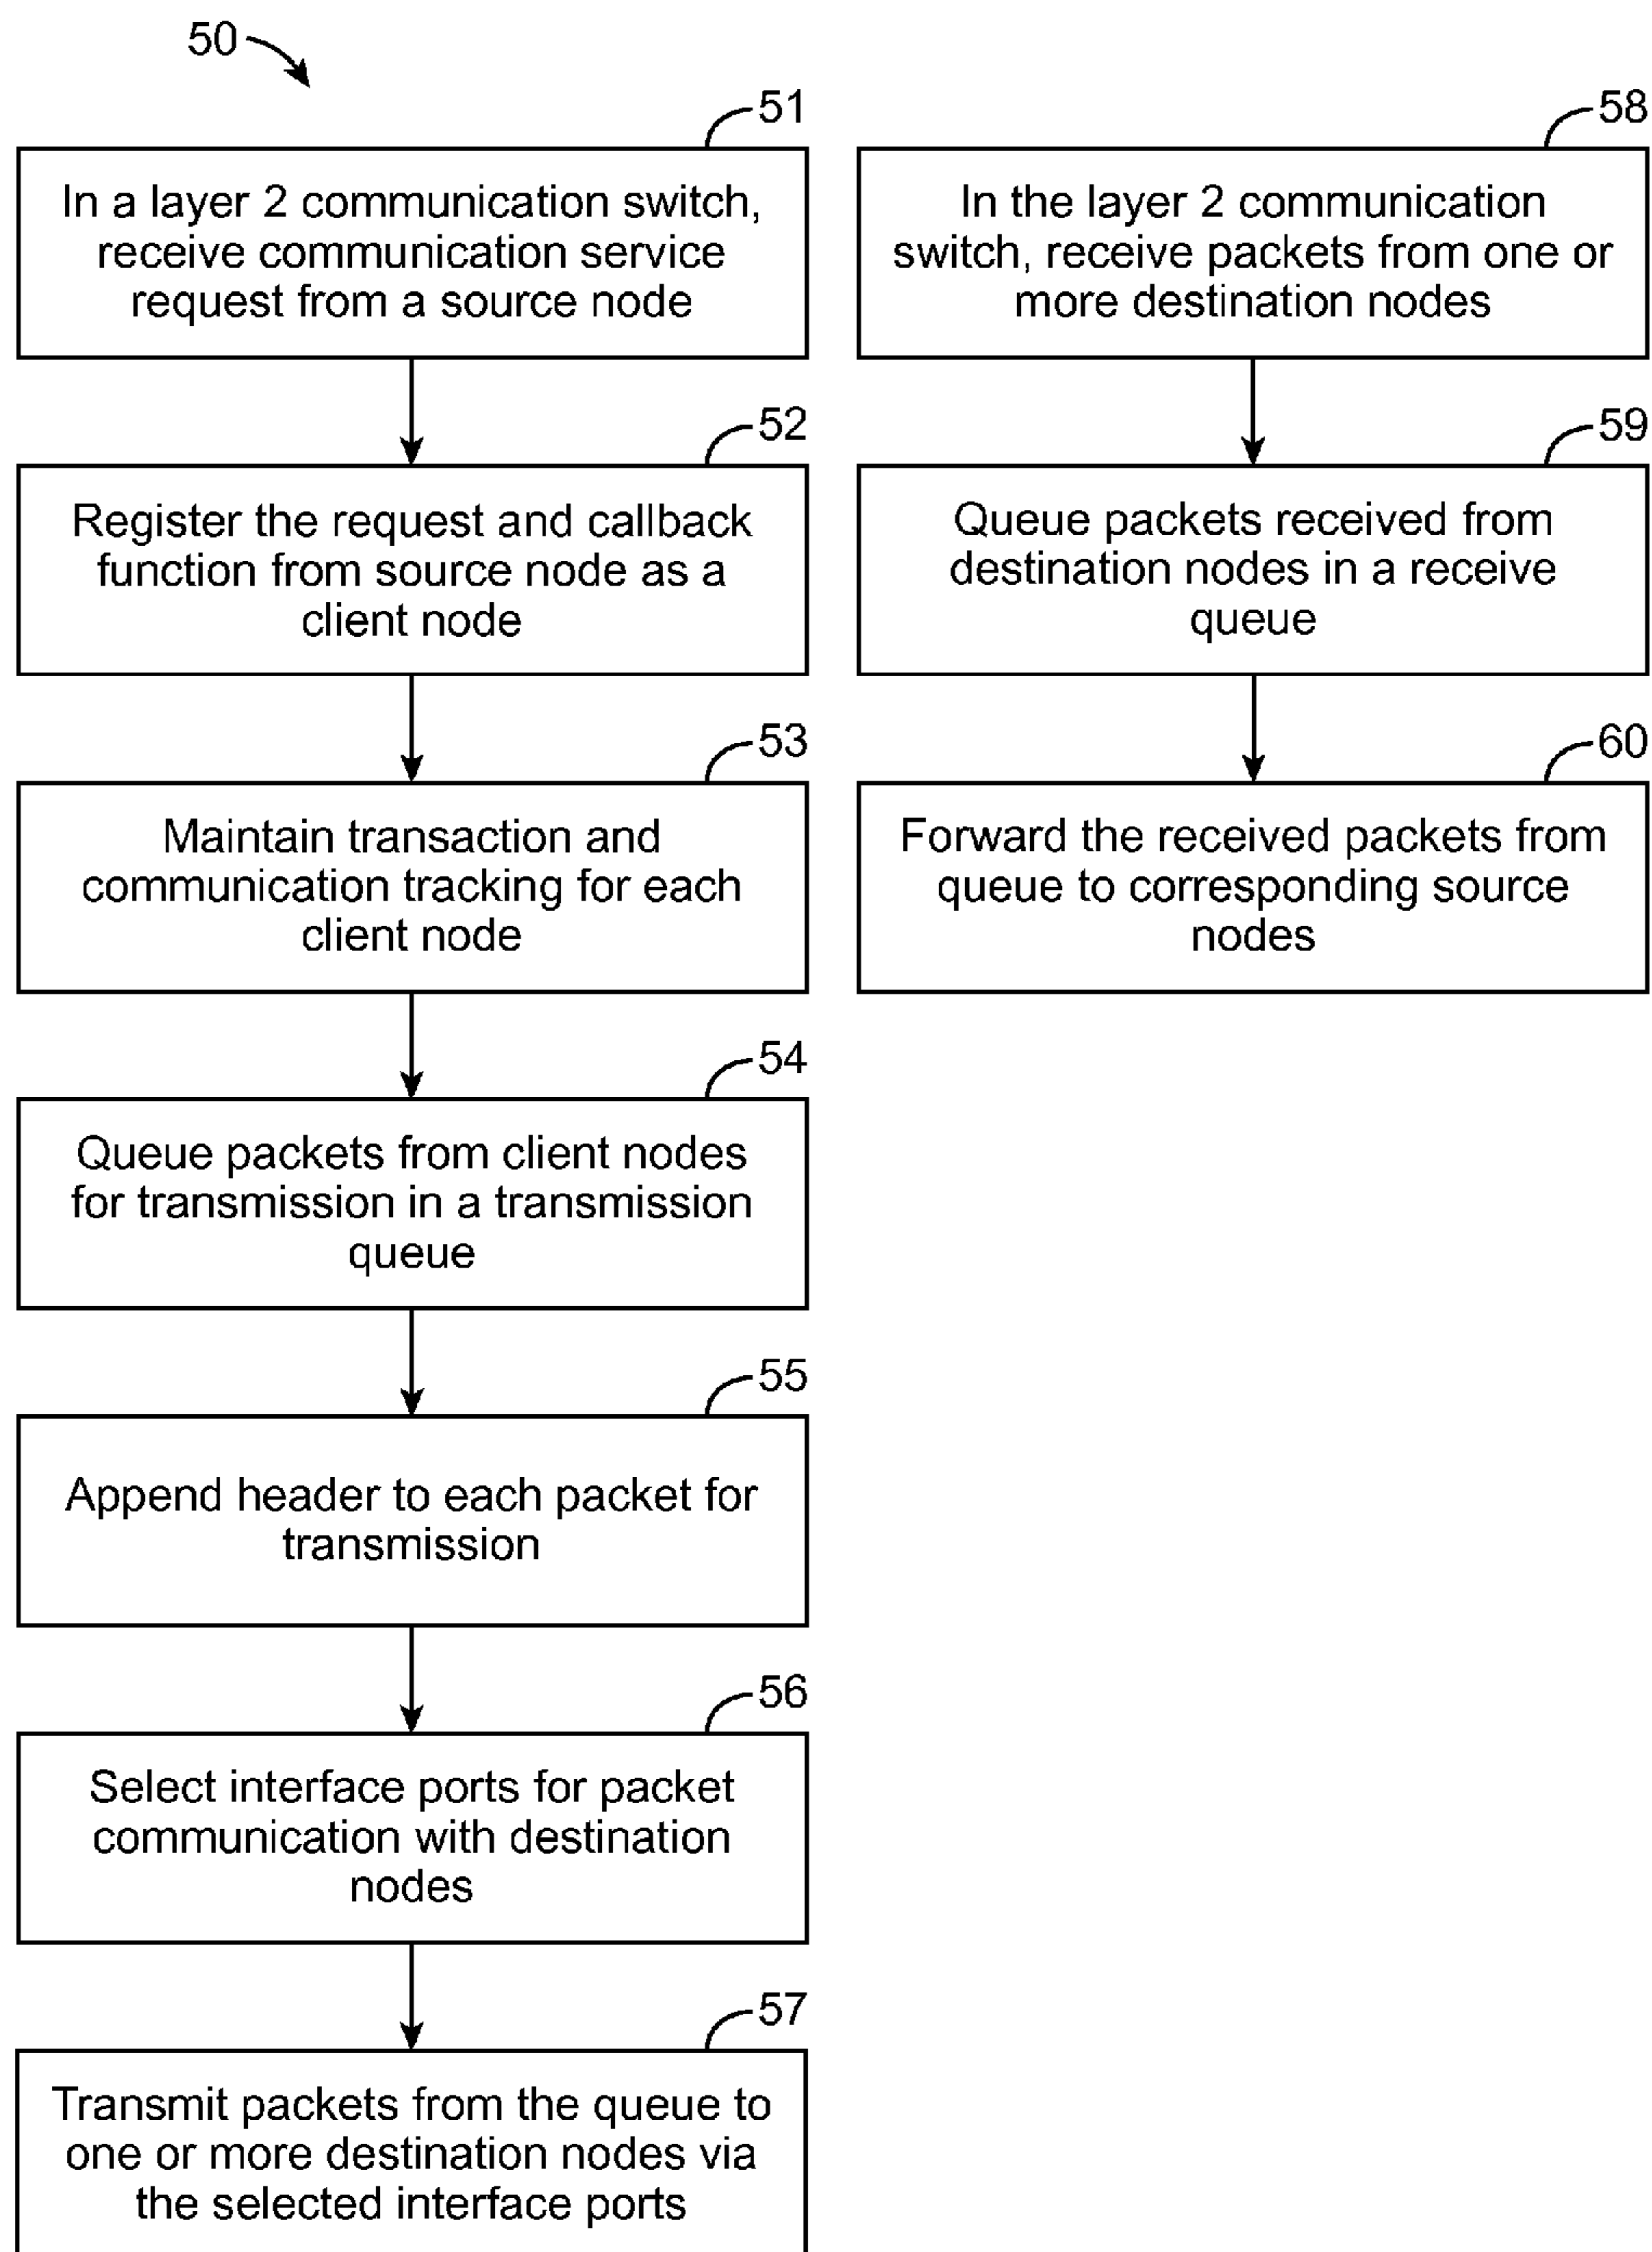 50
51
In a layer 2 communication switch,
receive communication service
request from a source node
52
Register the request and callback
function from source node as a
client node
53
Maintain transaction and
communication tracking for each
client node
54
Queue packets from client nodes
for transmission in a transmission
queue
55
Append header to each packet for
transmission
56
Select interface ports for packet
communication with destination
nodes
57
Transmit packets from the queue to
one or more destination nodes via
the selected interface ports
58
In the layer 2 communication
switch, receive packets from one or
more destination nodes
59
Queue packets received from
destination nodes in a receive
queue
60
Forward the received packets from
queue to corresponding source
nodes